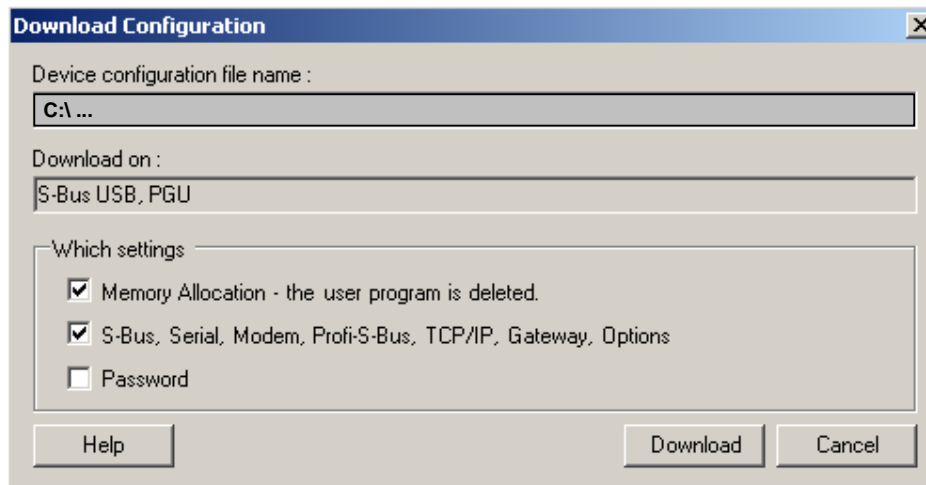 Download Configuration
Device configuration file name :
C:\ ...
Download on :
S-Bus USB, PGU
Which settings
Memory Allocation - the user program is deleted.
S-Bus, Serial, Modem, Profi-S-Bus, TCP/IP, Gateway, Options
Password
Help Download Cancel